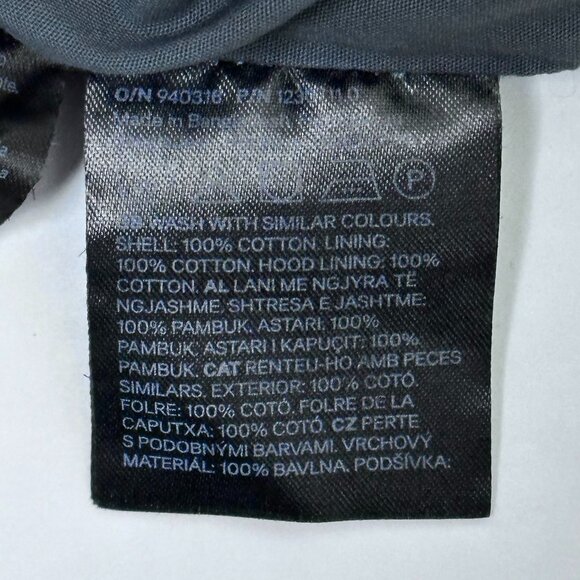 O/N 940318
Made in
WASH WITH SIMILAR COLOURS.
SHELL: 100% COTTON. LINING:
100% COTTON. HOOD LINING: 100%
COTTON. AL LANI ME NGJYRA TË
NGJASHME. SHTRESA E JASHTME:
100% PAMBUK. ASTARI: 100%
PAMBUK. ASTARI I KAPUÇIT: 100%
PAMBUK. CAT RENTEU-HO AMB PECES
SIMILARS. EXTERIOR: 100% COTÓ.
FOLRE: 100% COTÓ. FOLRE DE LA
CAPUTXA: 100% COTÓ. CZ PERTE
S PODOBNÝMI BARVAMI. VRCHOVÝ
MATERIÁL: 100% BAVLNA. PODŠÍVKA:
P